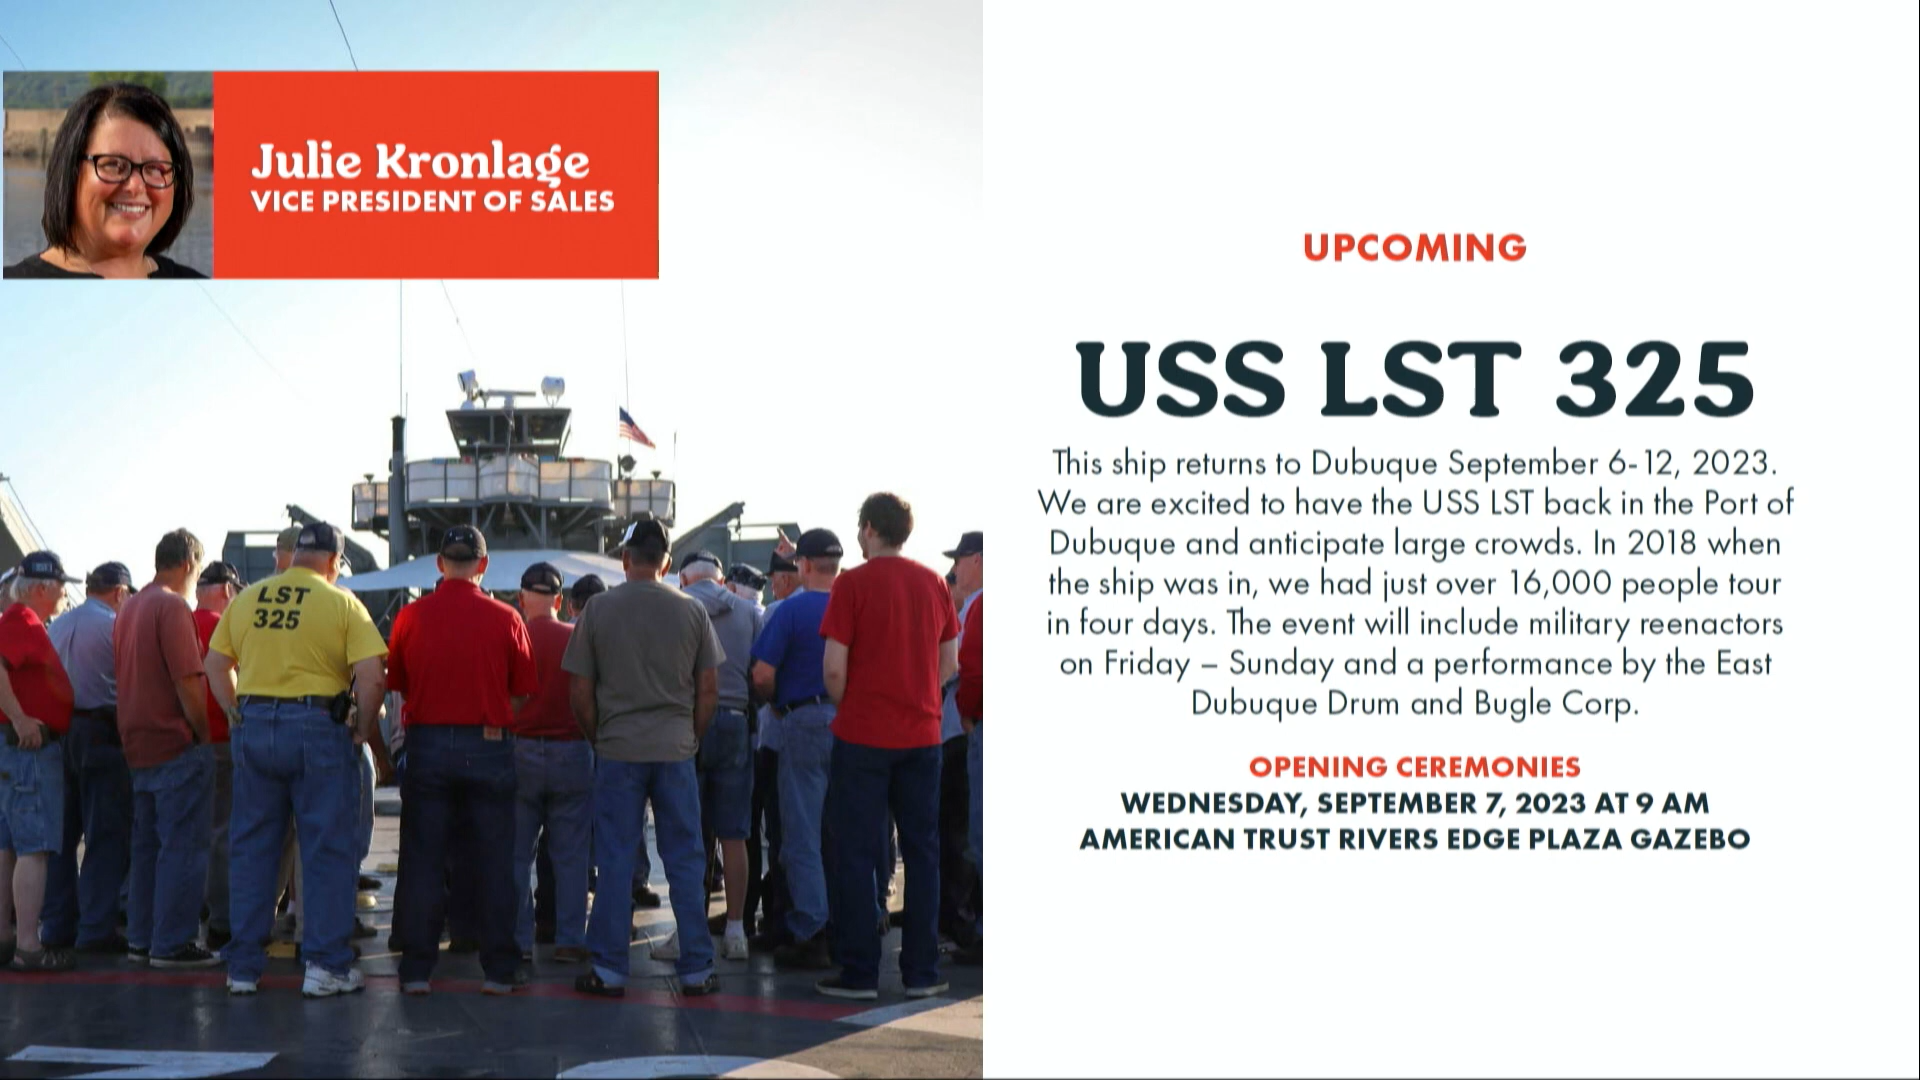 Julie Kronlage
VICE PRESIDENT OF SALES
LST
325
UPCOMING
USS LST 325
This ship returns to Dubuque September 6-12, 2023.
We are excited to have the USS LST back in the Port of
Dubuque and anticipate large crowds. In 2018 when
the ship was in, we had just over 16,000 people tour
in four days. The event will include military reenactors
on Friday – Sunday and a performance by the East
Dubuque Drum and Bugle Corp.
OPENING CEREMONIES
WEDNESDAY, SEPTEMBER 7, 2023 AT 9 AM
AMERICAN TRUST RIVERS EDGE PLAZA GAZEBO